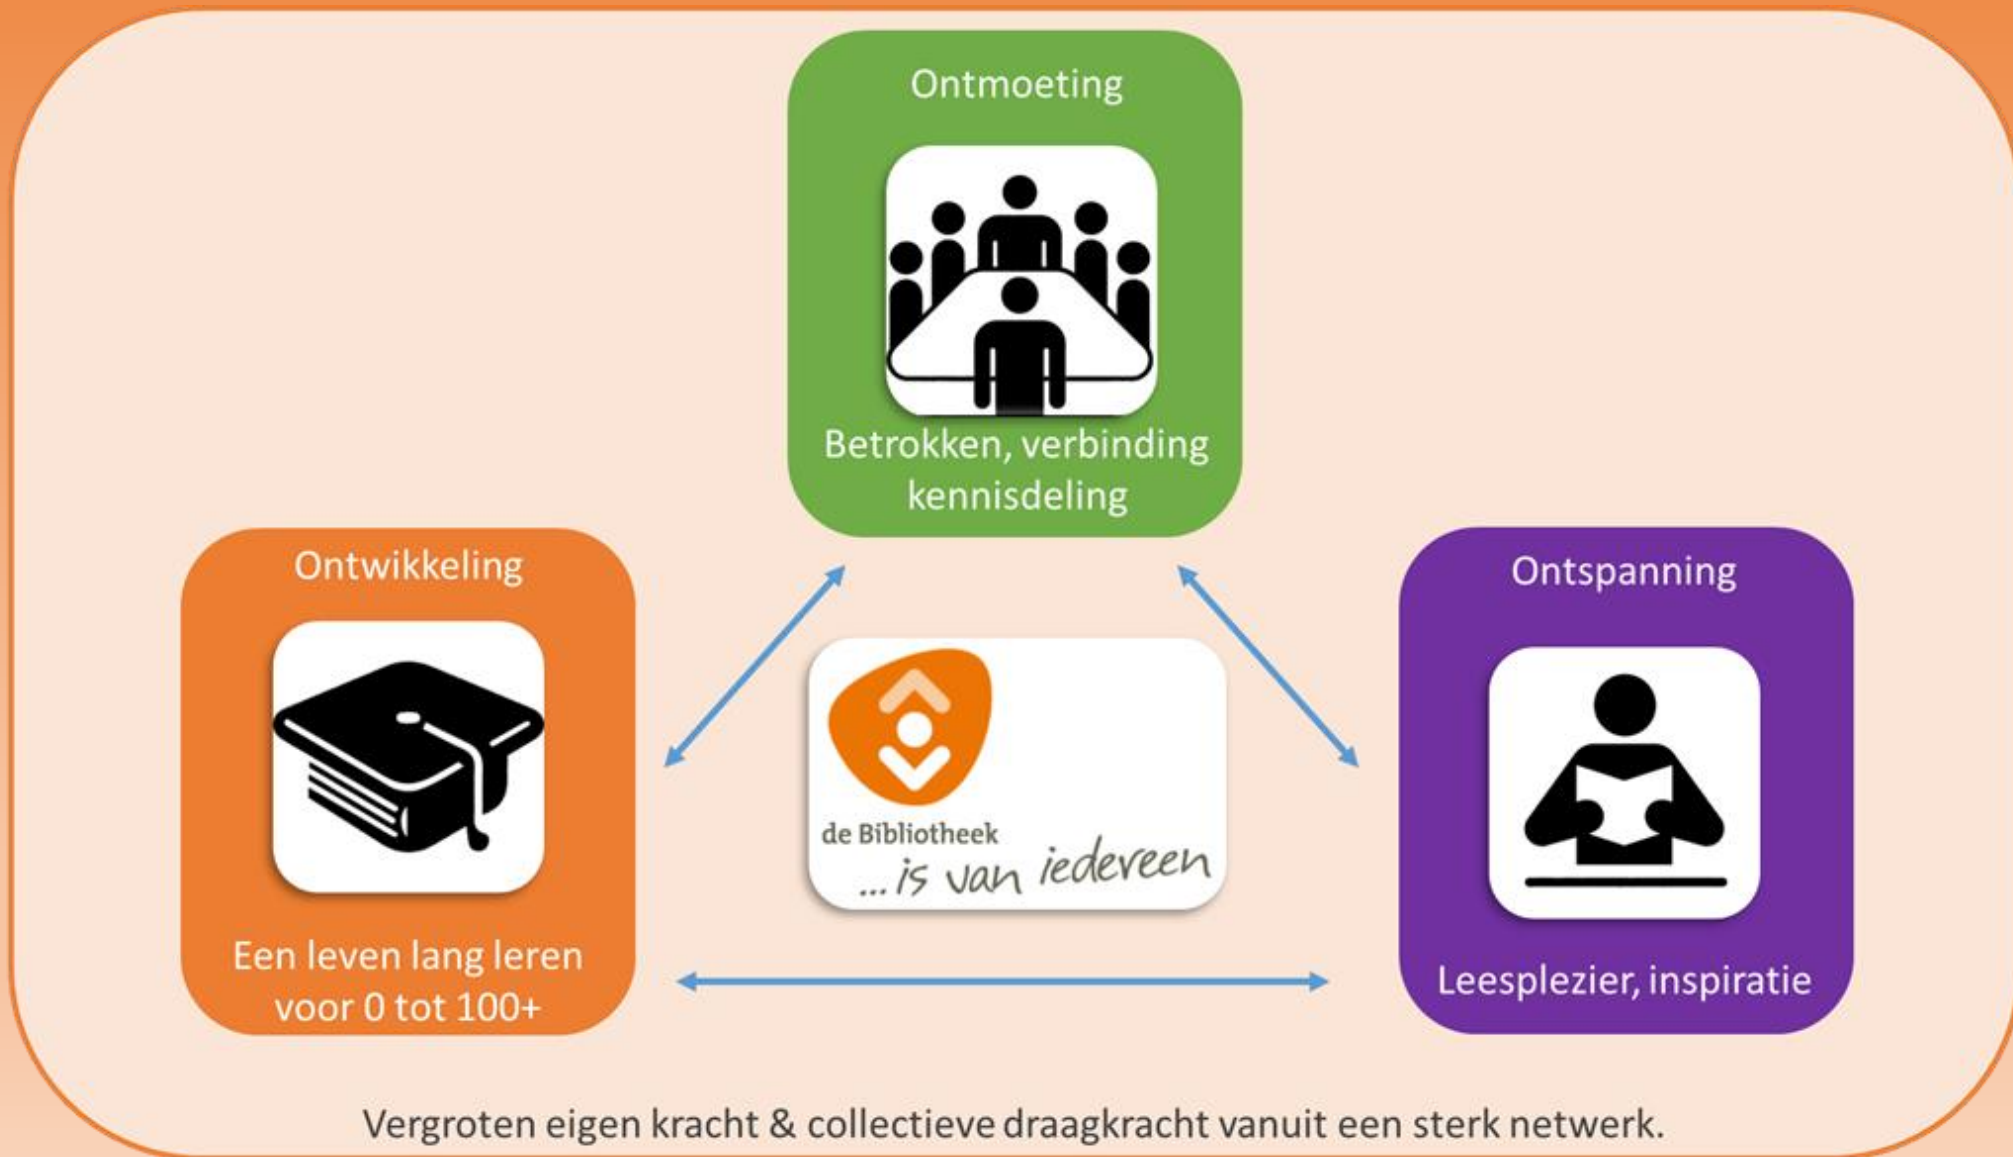 Ontmoeting
Betrokken, verbinding
kennisdeling
Ontwikkeling
Een leven lang leren
voor 0 tot 100+
de Bibliotheek
... is van iedereen
Ontspanning
Leesplezier, inspiratie
Vergroten eigen kracht & collectieve draagkracht vanuit een sterk netwerk.